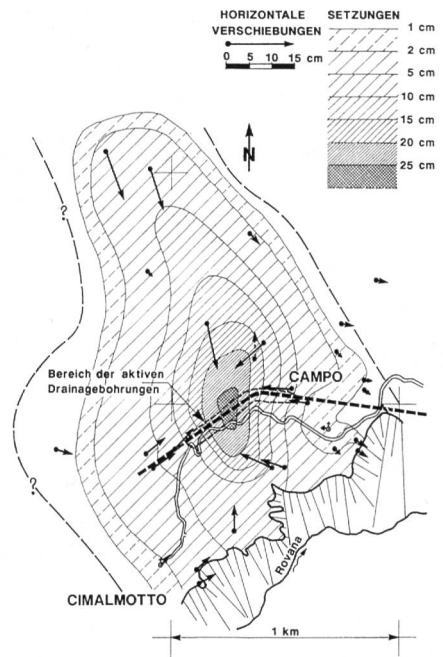 HORIZONTALE
VERSCHIEBUNGEN
0 5 10 15 cm
SETZUNGEN
1 cm
2 cm
5 cm
10 cm
15 cm
20 cm
25 cm
N
?
Bereich der aktiven
Drainagebohrungen
CAMPO
?
CIMALMOTTO
Rovana
1 km